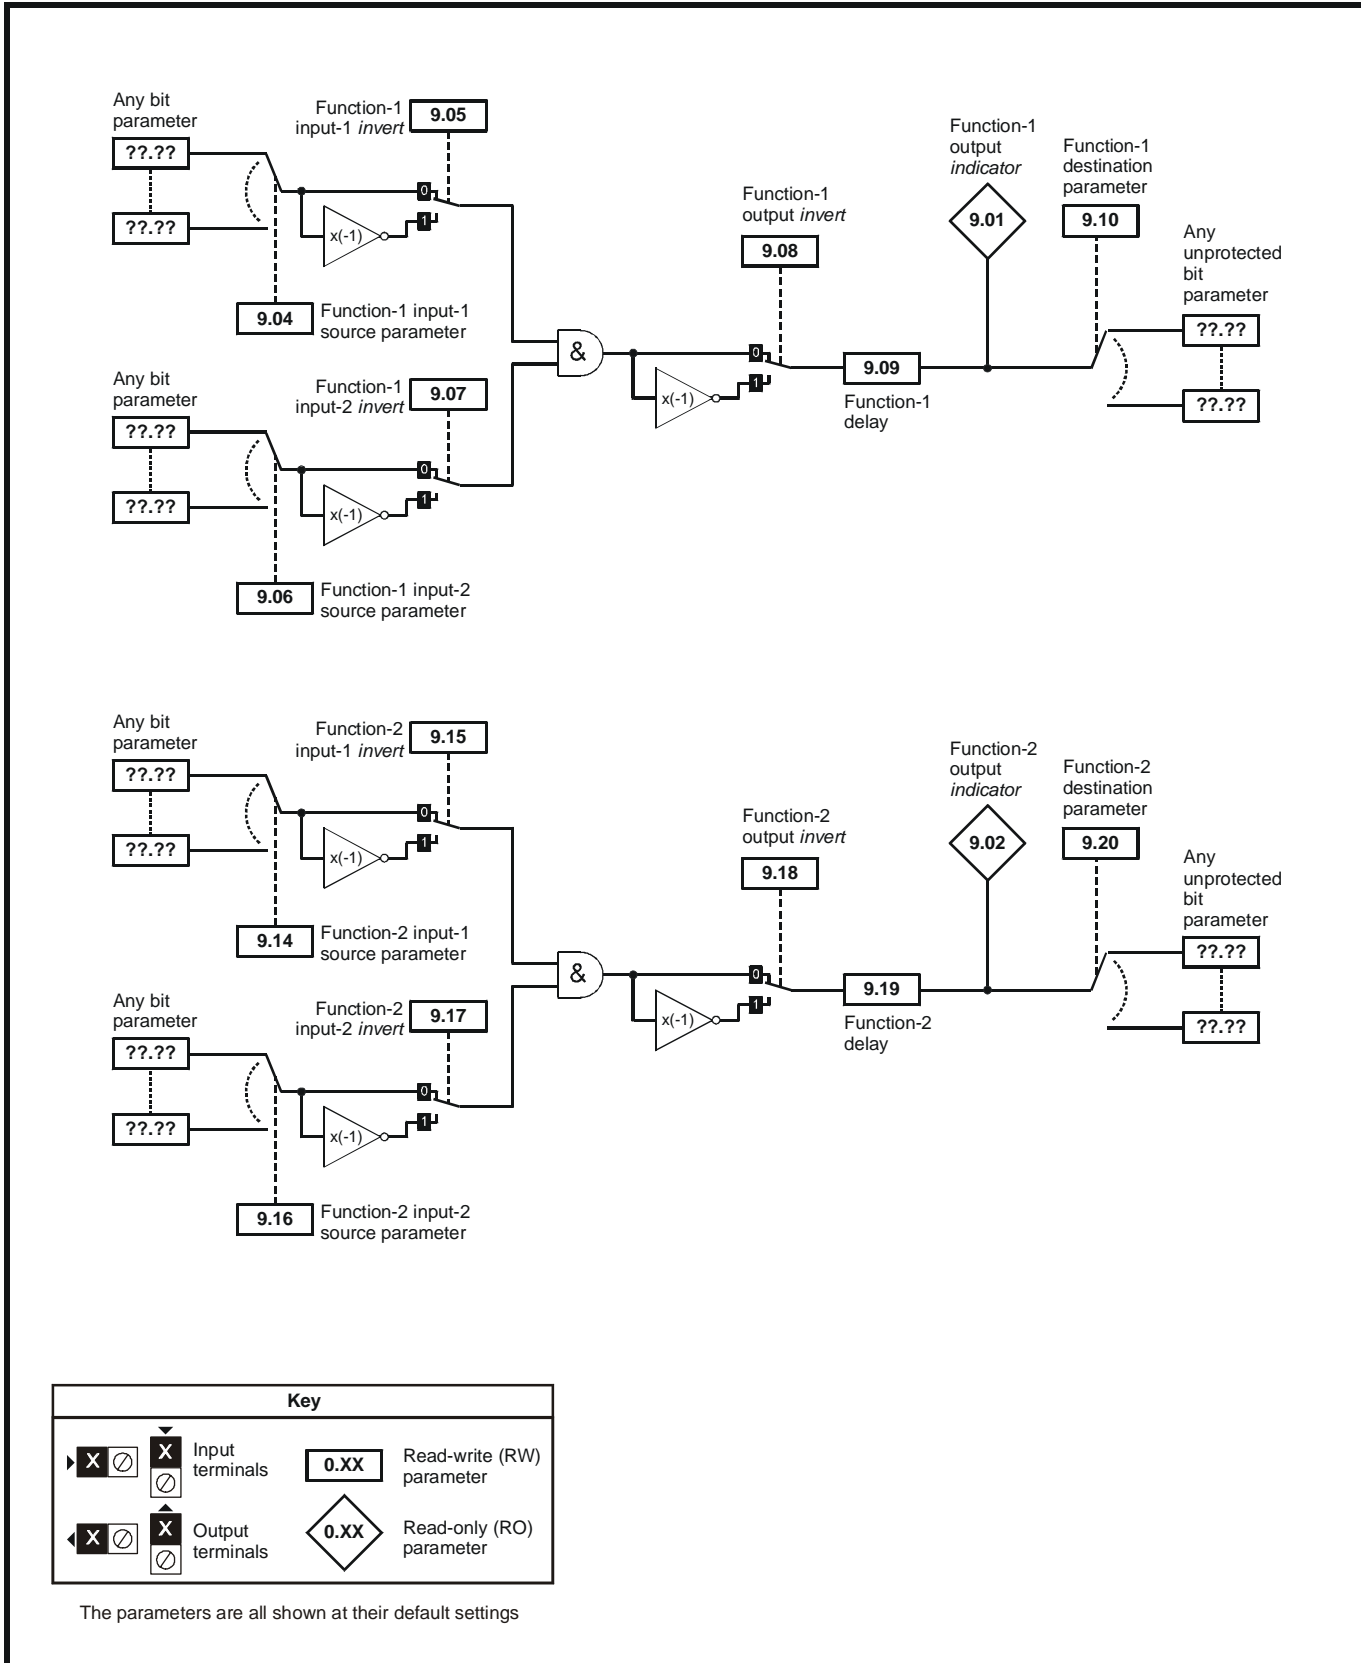 Any bit
parameter
??.??
??.??
Function-1
input-1 invert
9.05
0
1
x(-1)
9.04
Function-1 input-1
source parameter
Any bit
parameter
??.??
??.??
Function-1
input-2 invert
9.07
0
1
x(-1)
9.06
Function-1 input-2
source parameter
&
Function-1
output invert
9.08
0
1
x(-1)
9.09
Function-1
delay
Function-1
output
indicator
9.01
Function-1
destination
parameter
9.10
Any
unprotected
bit
parameter
??.??
??.??
Any bit
parameter
??.??
??.??
Function-2
input-1 invert
9.15
0
1
x(-1)
9.14
Function-2 input-1
source parameter
Any bit
parameter
??.??
??.??
Function-2
input-2 invert
9.17
0
1
x(-1)
9.16
Function-2 input-2
source parameter
&
Function-2
output invert
9.18
0
1
x(-1)
9.19
Function-2
delay
Function-2
output
indicator
9.02
Function-2
destination
parameter
9.20
Any
unprotected
bit
parameter
??.??
??.??
Key
X
X
Input
terminals
0.XX
Read-write (RW)
parameter
X
X
Output
terminals
0.XX
Read-only (RO)
parameter
The parameters are all shown at their default settings